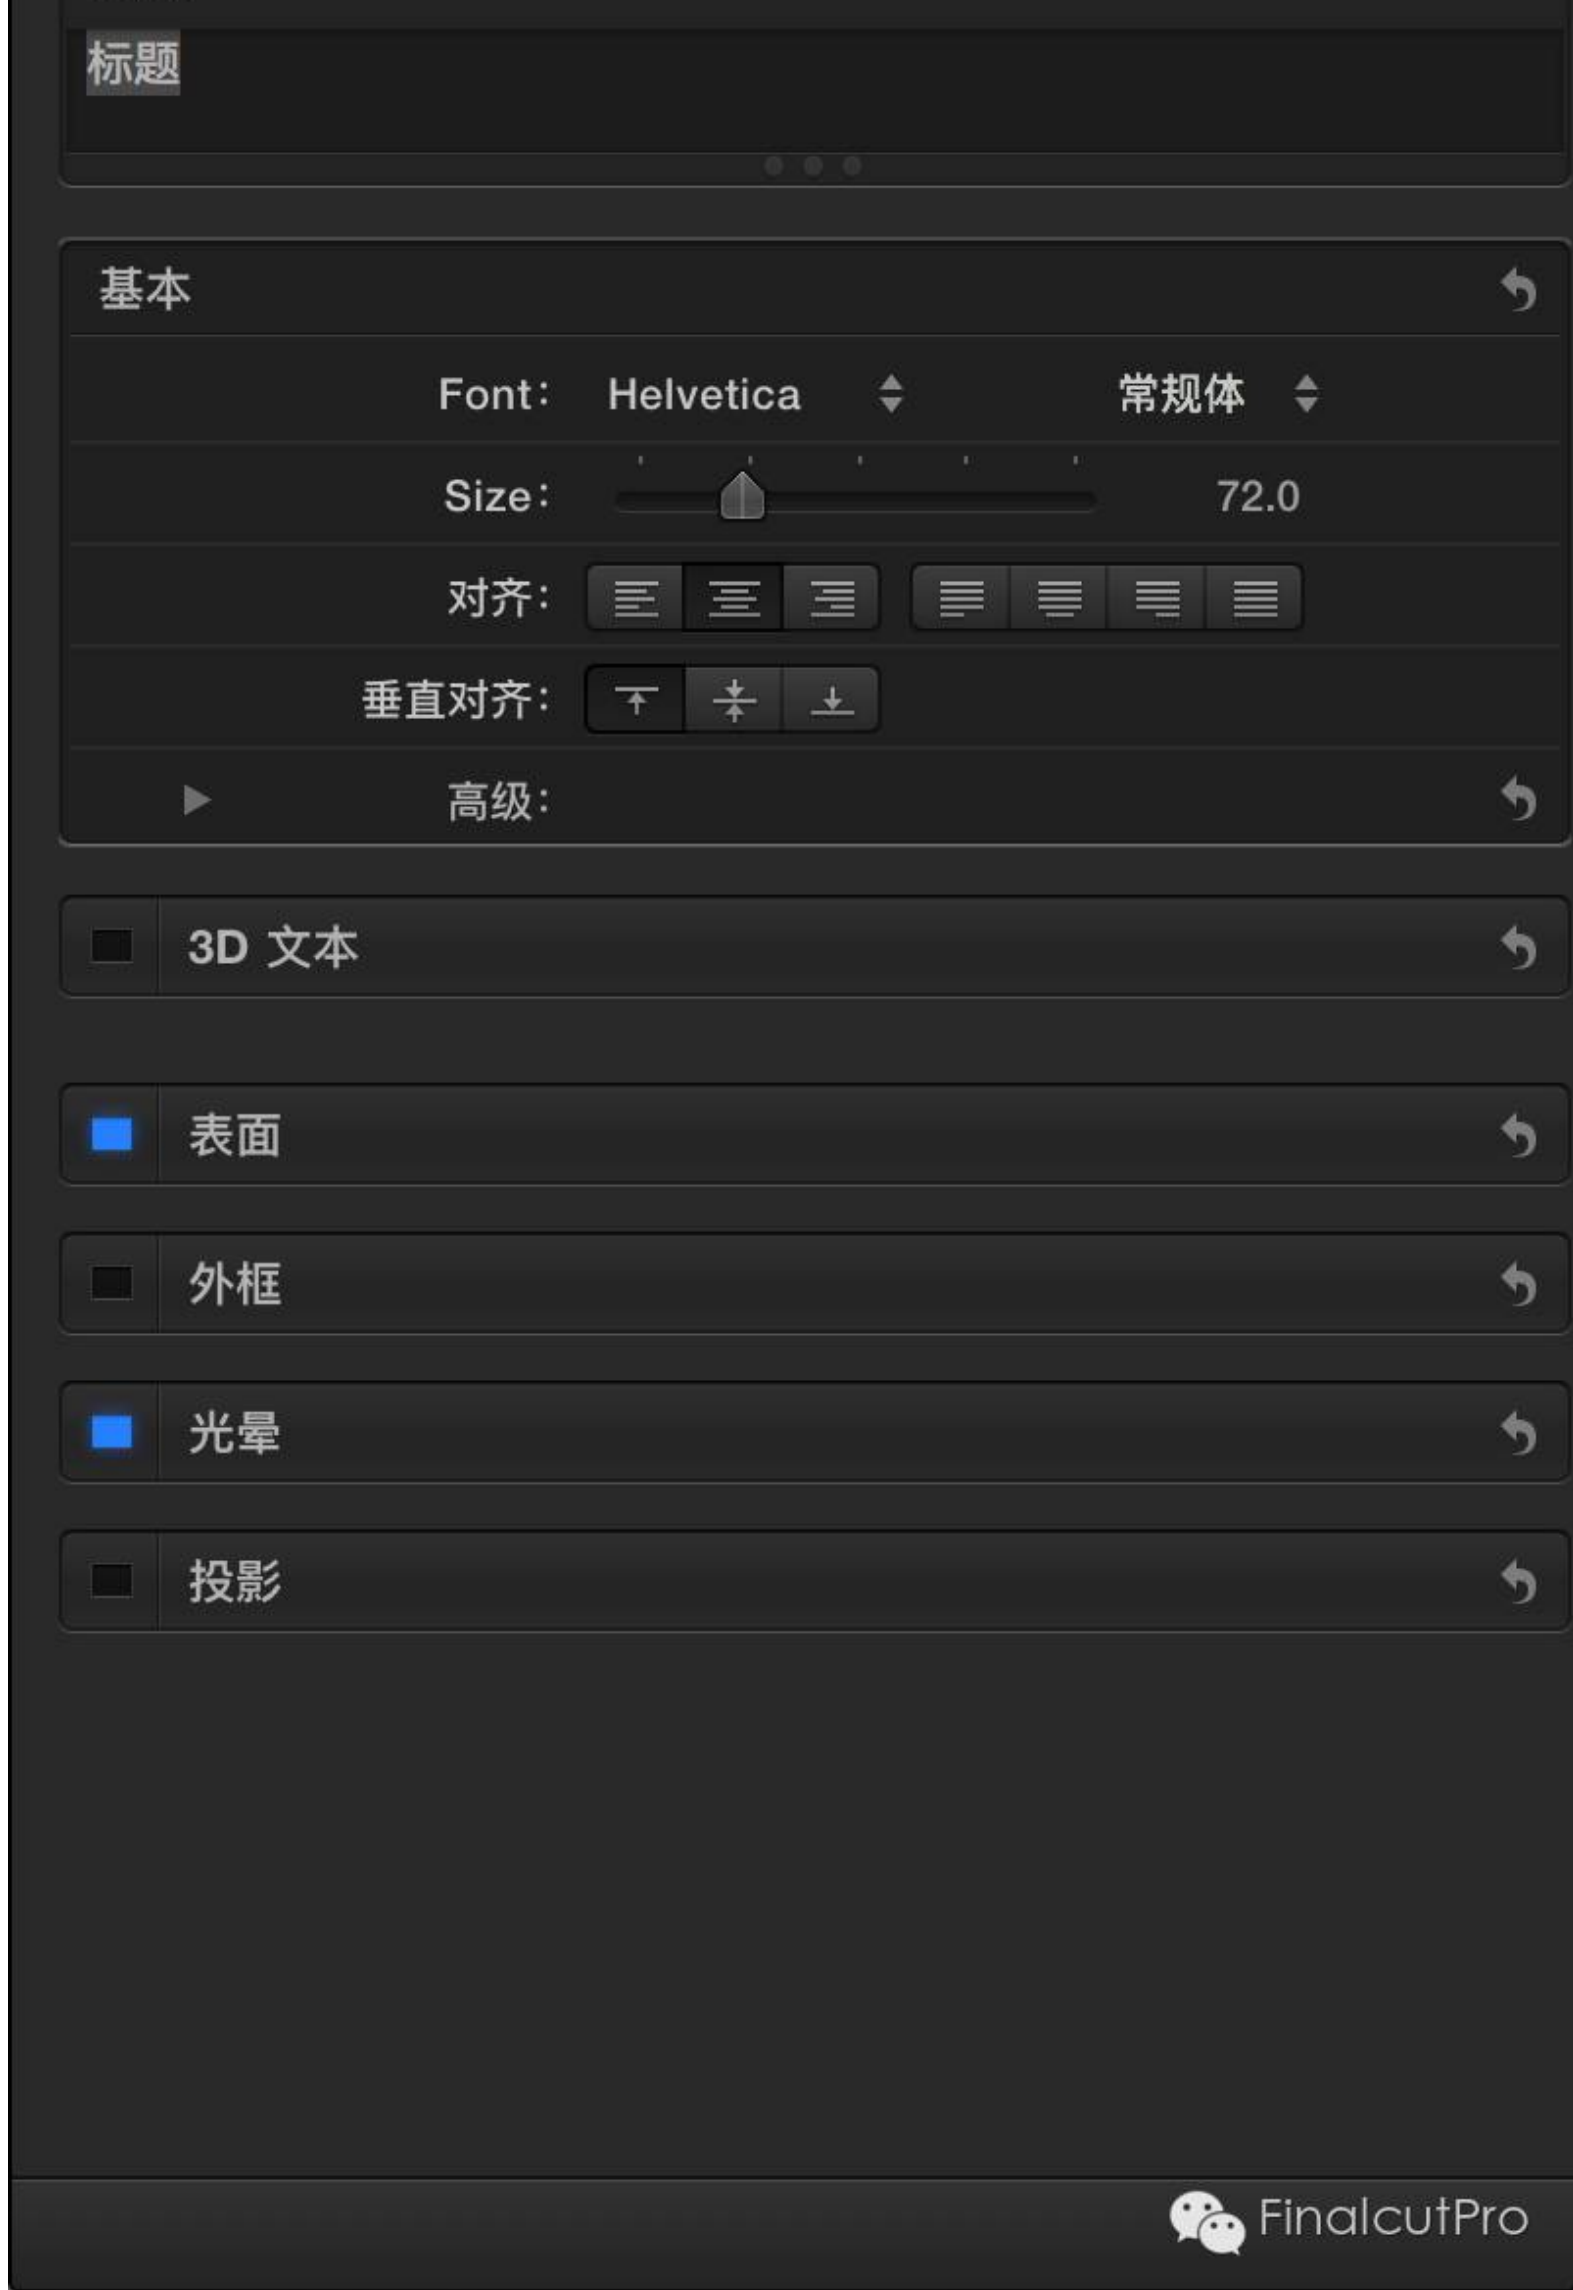 标题
基本
Font: Helvetica 常规体
Size: 72.0
对齐:
垂直对齐:
高级:
3D 文本
表面
外框
光晕
投影
FinalcutPro